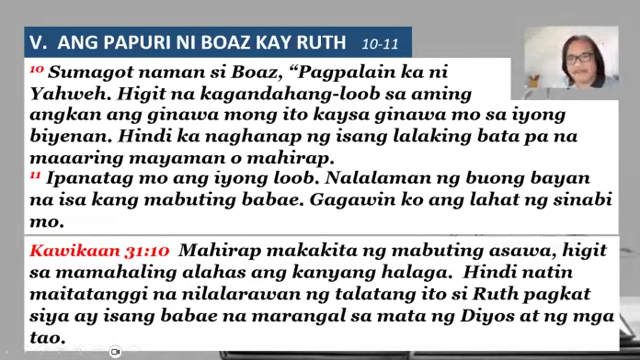 V. ANG PAPURI NI BOAZ KAY RUTH 10-11
10 Sumagot naman si Boaz, “Pagpalain ka ni
Yahweh. Higit na kagandahang-loob sa aming
angkan ang ginawa mong ito kaysa ginawa mo sa iyong
biyenan. Hindi ka naghanap ng isang lalaking bata pa na
maaaring mayaman o mahirap.
11 Ipanatag mo ang iyong loob. Nalalaman ng buong bayan
na isa kang mabuting babae. Gagawin ko ang lahat ng sinabi
mo.
Kawikaan 31:10 Mahirap makakita ng mabuting asawa, higit
sa mamahaling alahas ang kanyang halaga. Hindi natin
maitatanggi na nilalarawan ng talatang ito si Ruth pagkat
siya ay isang babae na marangal sa mata ng Diyos at ng mga
tao.